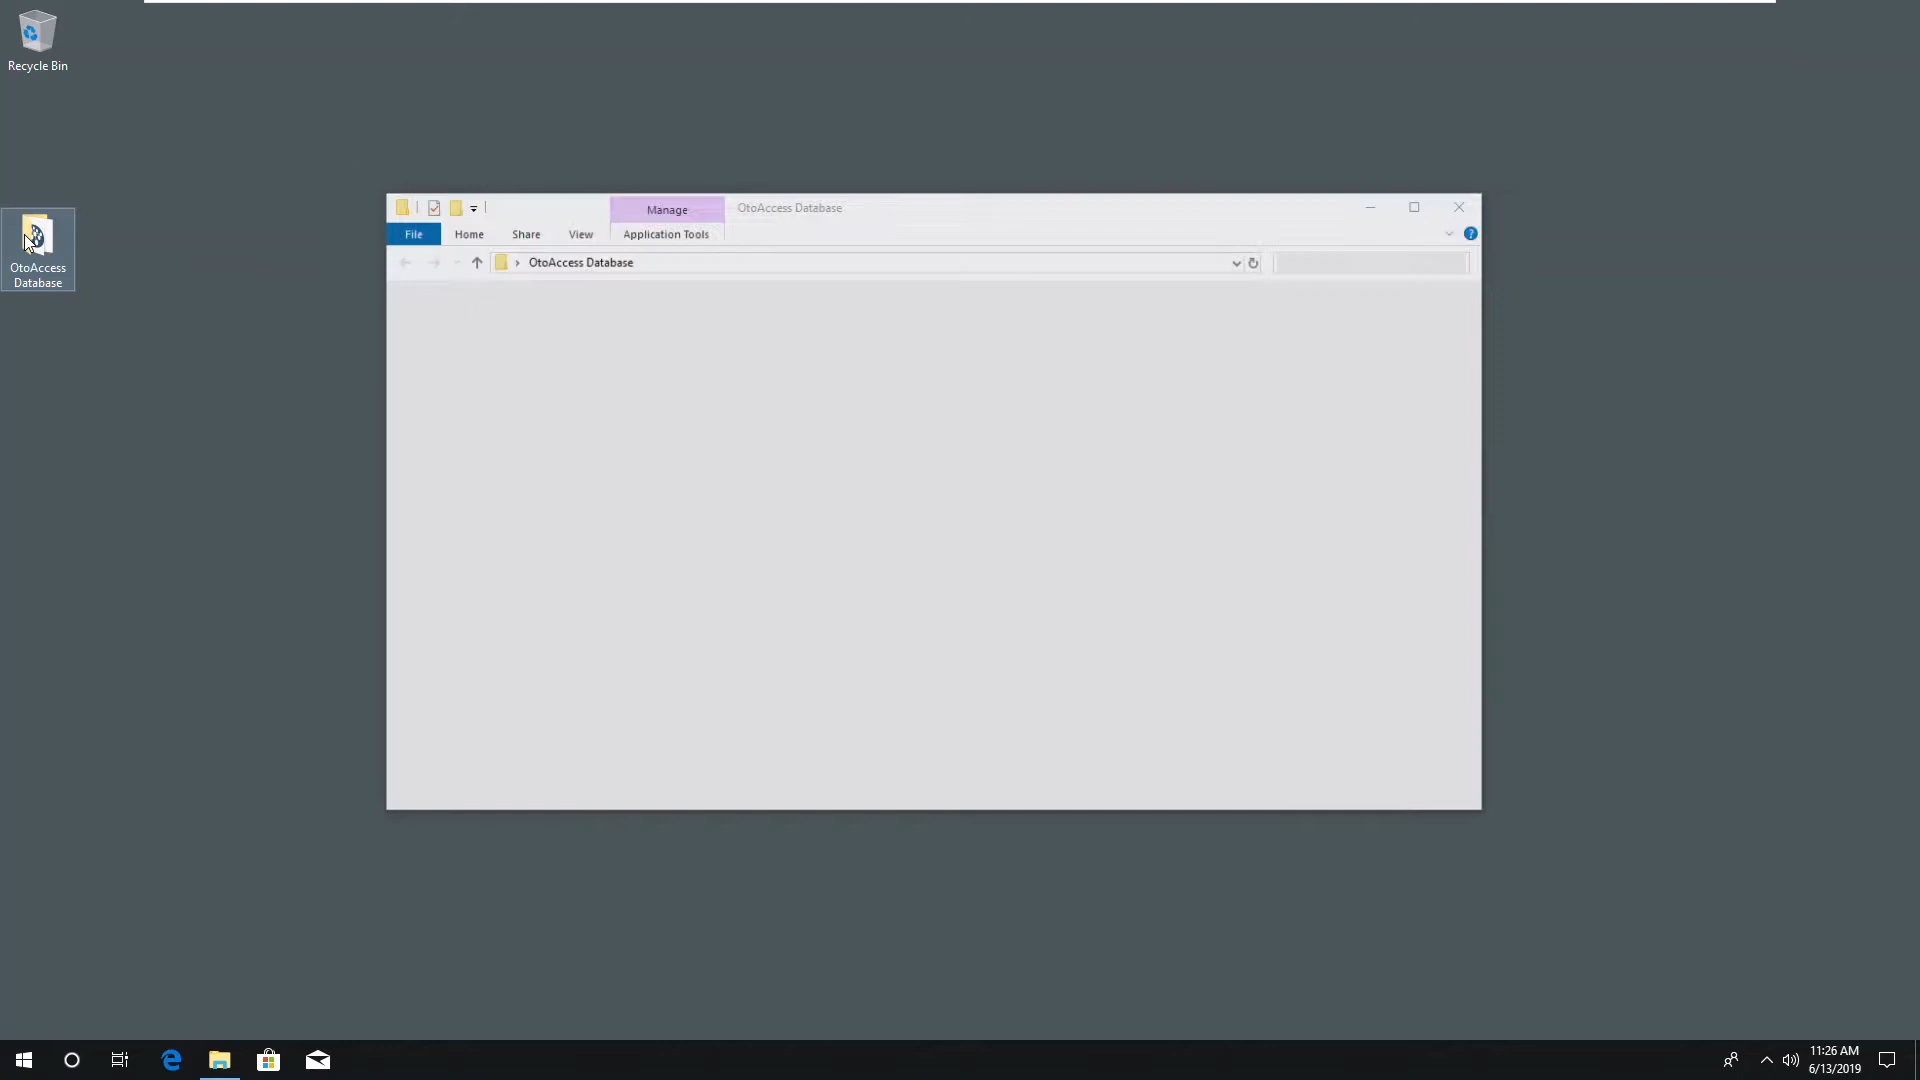 Recycle Bin
OtoAccess
Database
Manage
OtoAccess Database
File
Home
Share
View
Application Tools
?
OtoAccess Database
11:26 AM
6/13/2019